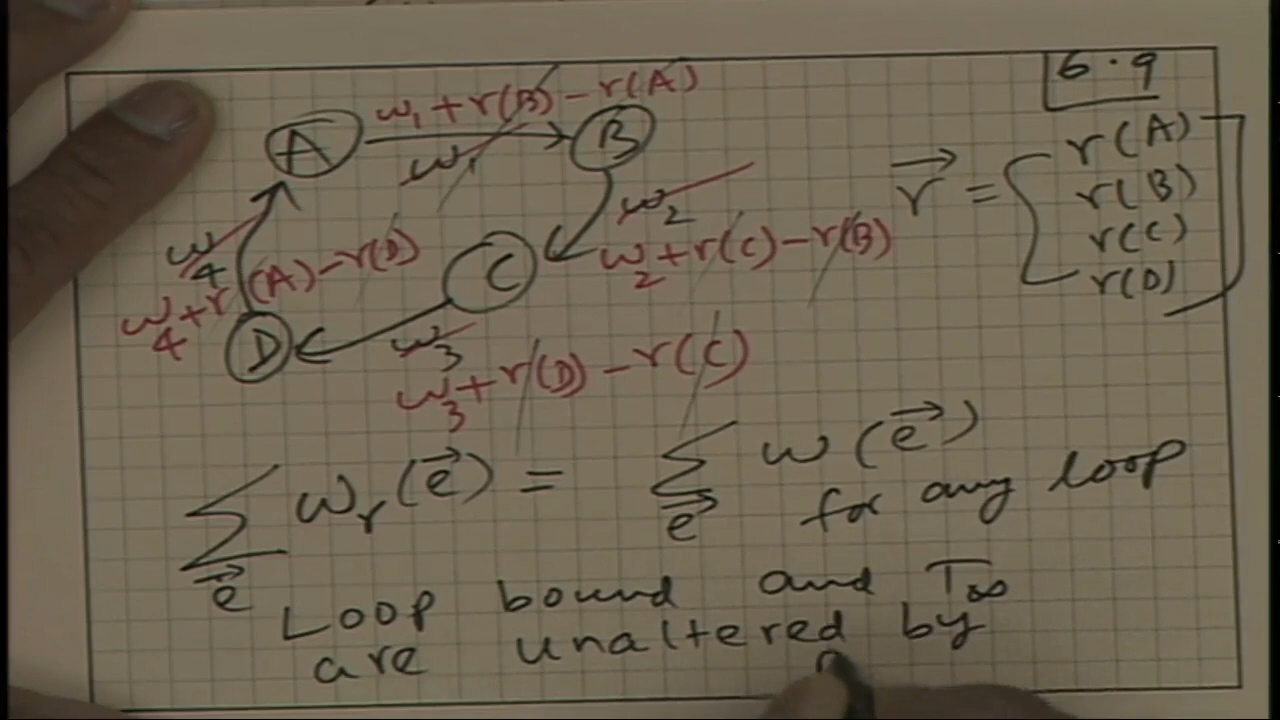 6.9
A w₁ + r(B) - r(A) B
w₁
w₂
w₂ + r(C) - r(B)
C
w₄
w₄ + r(A) - r(D)
D
w₃
w₃ + r(D) - r(C)
r⃗ = { r(A)
r(B)
r(C)
r(D) ]
∑ w_r(e⃗) = ∑ w(e⃗)
e⃗ e⃗ for any loop
Loop bound and T∞
are unaltered by